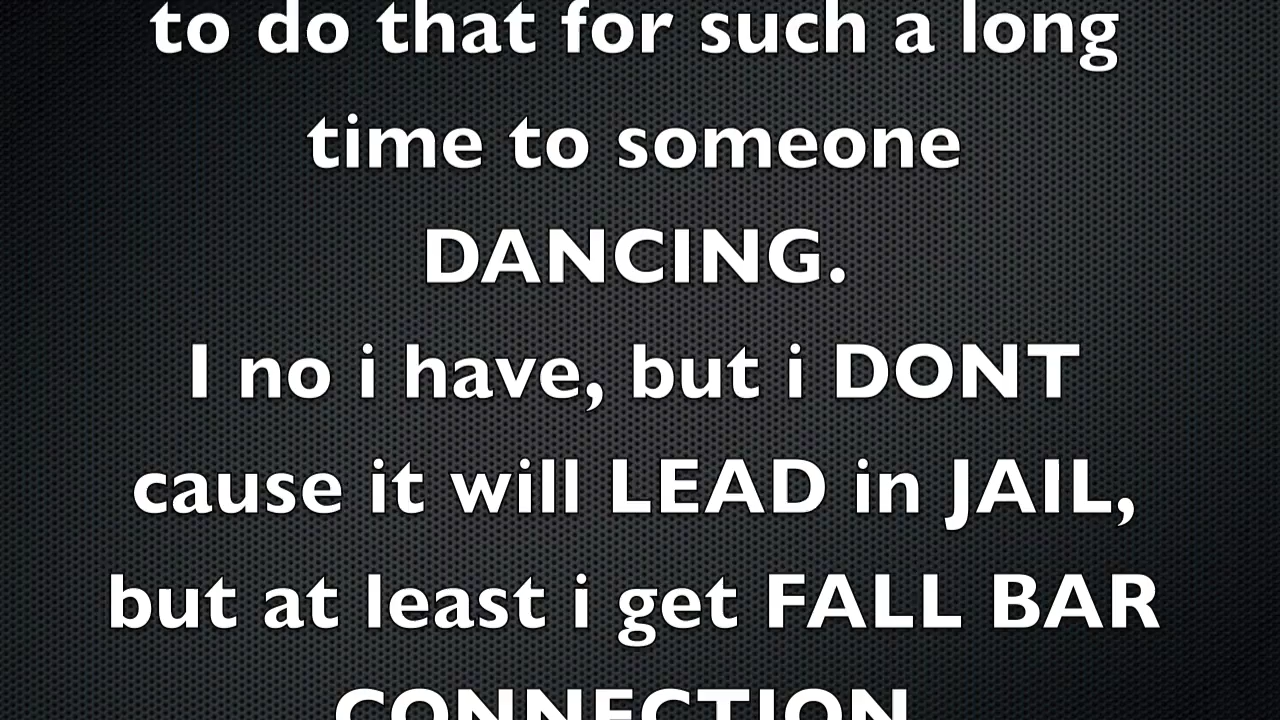 to do that for such a long
time to someone
DANCING.
I no i have, but i DONT
cause it will LEAD in JAIL,
but at least i get FALL BAR
CONNECTION